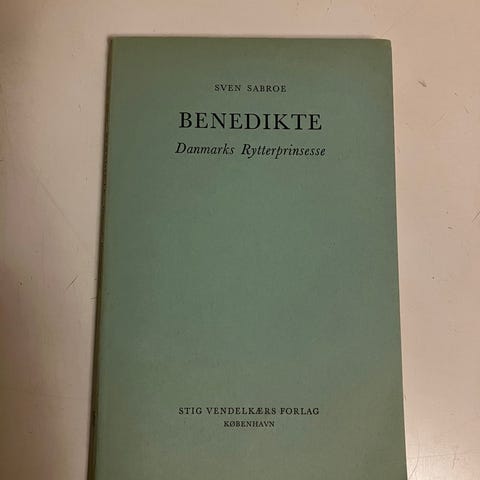 SVEN SABROE
BENEDIKTE
Danmarks Rytterprinsesse
STIG VENDELKÆRS FORLAG
KØBENHAVN